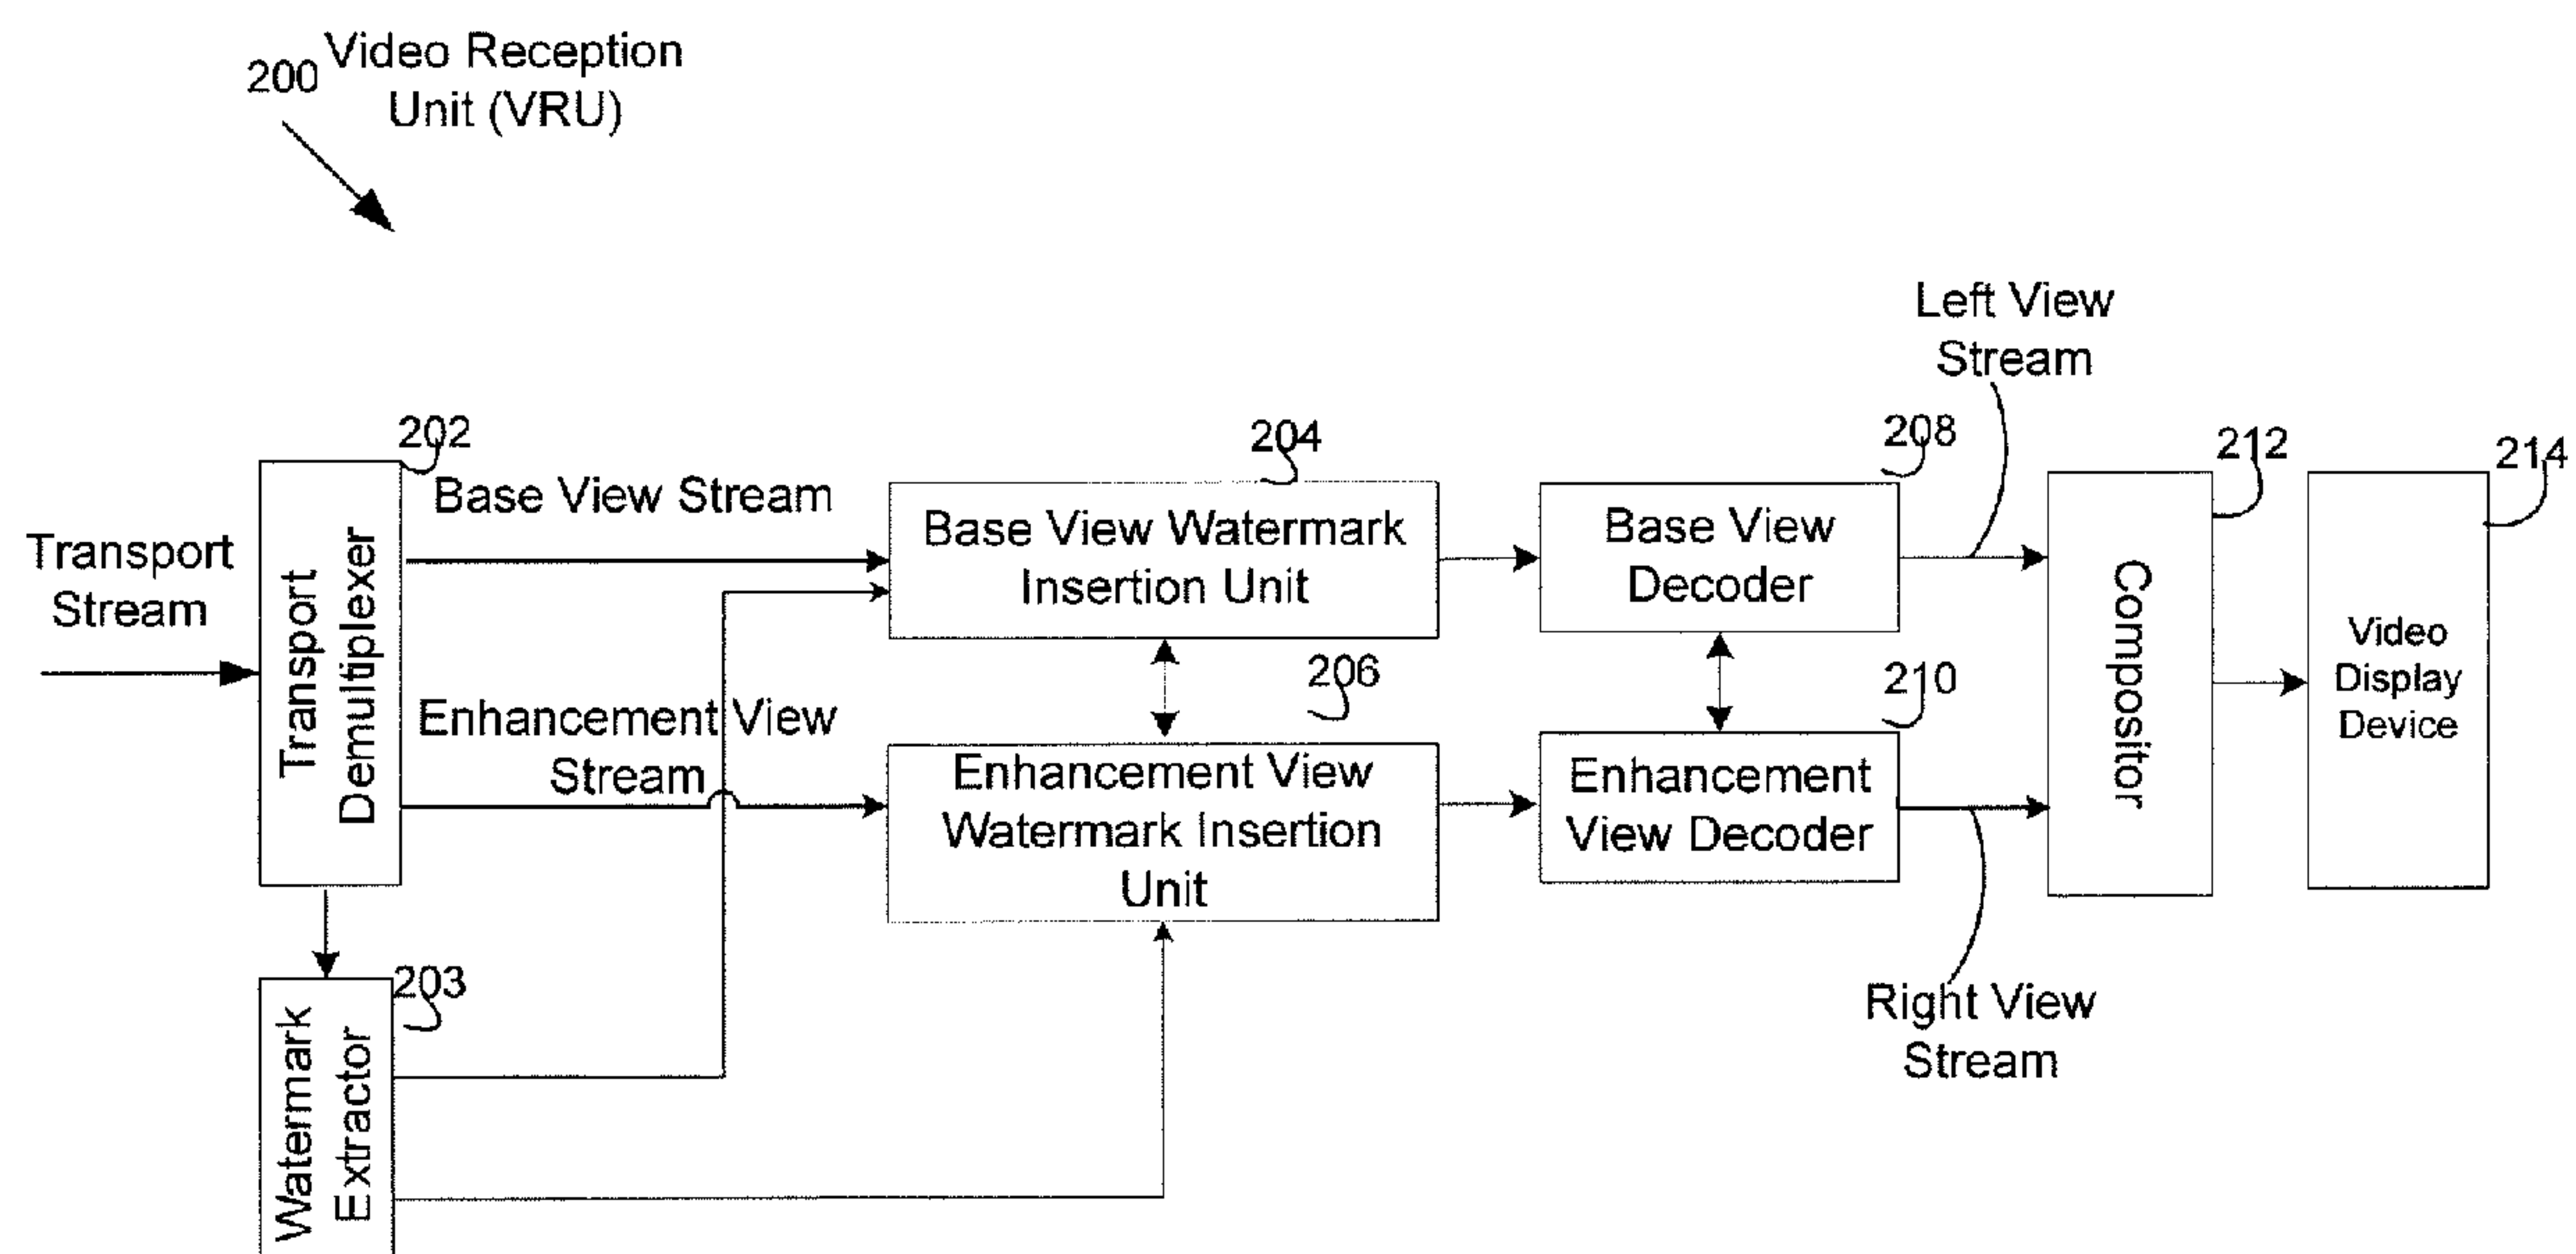 200
Video Reception
Unit (VRU)
Left View
Stream
202
204
208
212
214
Base View Stream
Transport
Stream
Transport
Demultiplexer
Base View Watermark
Insertion Unit
Base View
Decoder
Compositor
Video
Display
Device
206
210
Enhancement View
Stream
Enhancement View
Watermark Insertion
Unit
Enhancement
View Decoder
203
Watermark
Extractor
Right View
Stream